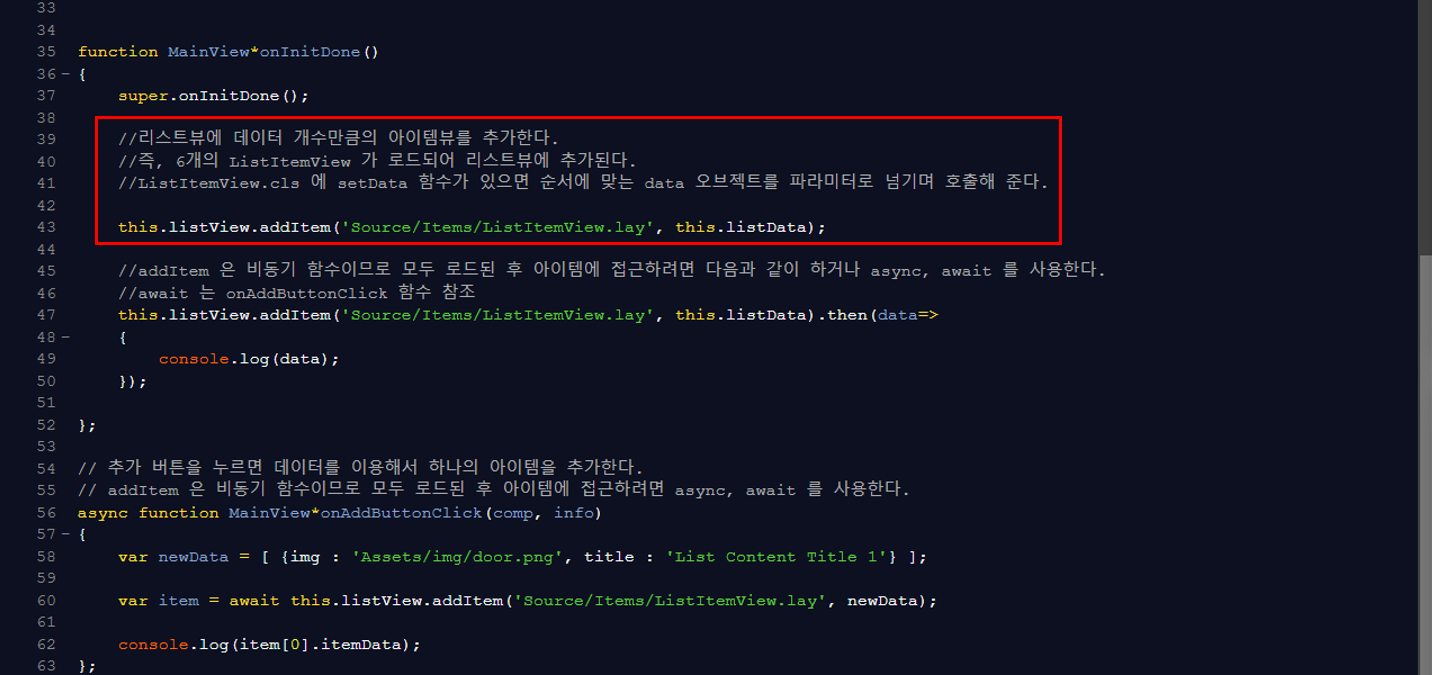 33
34
35 function MainView*onInitDone()
36 - {
37 super.onInitDone();
38
39 //리스트뷰에 데이터 개수만큼의 아이템뷰를 추가한다.
40 //즉, 6개의 ListItemView 가 로드되어 리스트뷰에 추가된다.
41 //ListItemView.cls 에 setData 함수가 있으면 순서에 맞는 data 오브젝트를 파라미터로 넘기며 호출해 준다.
42
43 this.listView.addItem('Source/Items/ListItemView.lay', this.listData);
44
45 //addItem 은 비동기 함수이므로 모두 로드된 후 아이템에 접근하려면 다음과 같이 하거나 async, await 를 사용한다.
46 //await 는 onAddButtonClick 함수 참조
47 this.listView.addItem('Source/Items/ListItemView.lay', this.listData).then(data=>
48 - {
49 console.log(data);
50 });
51
52 };
53
54 // 추가 버튼을 누르면 데이터를 이용해서 하나의 아이템을 추가한다.
55 // addItem 은 비동기 함수이므로 모두 로드된 후 아이템에 접근하려면 async, await 를 사용한다.
56 async function MainView*onAddButtonClick(comp, info)
57 - {
58 var newData = [ {img : 'Assets/img/door.png', title : 'List Content Title 1'} ];
59
60 var item = await this.listView.addItem('Source/Items/ListItemView.lay', newData);
61
62 console.log(item[0].itemData);
63 };